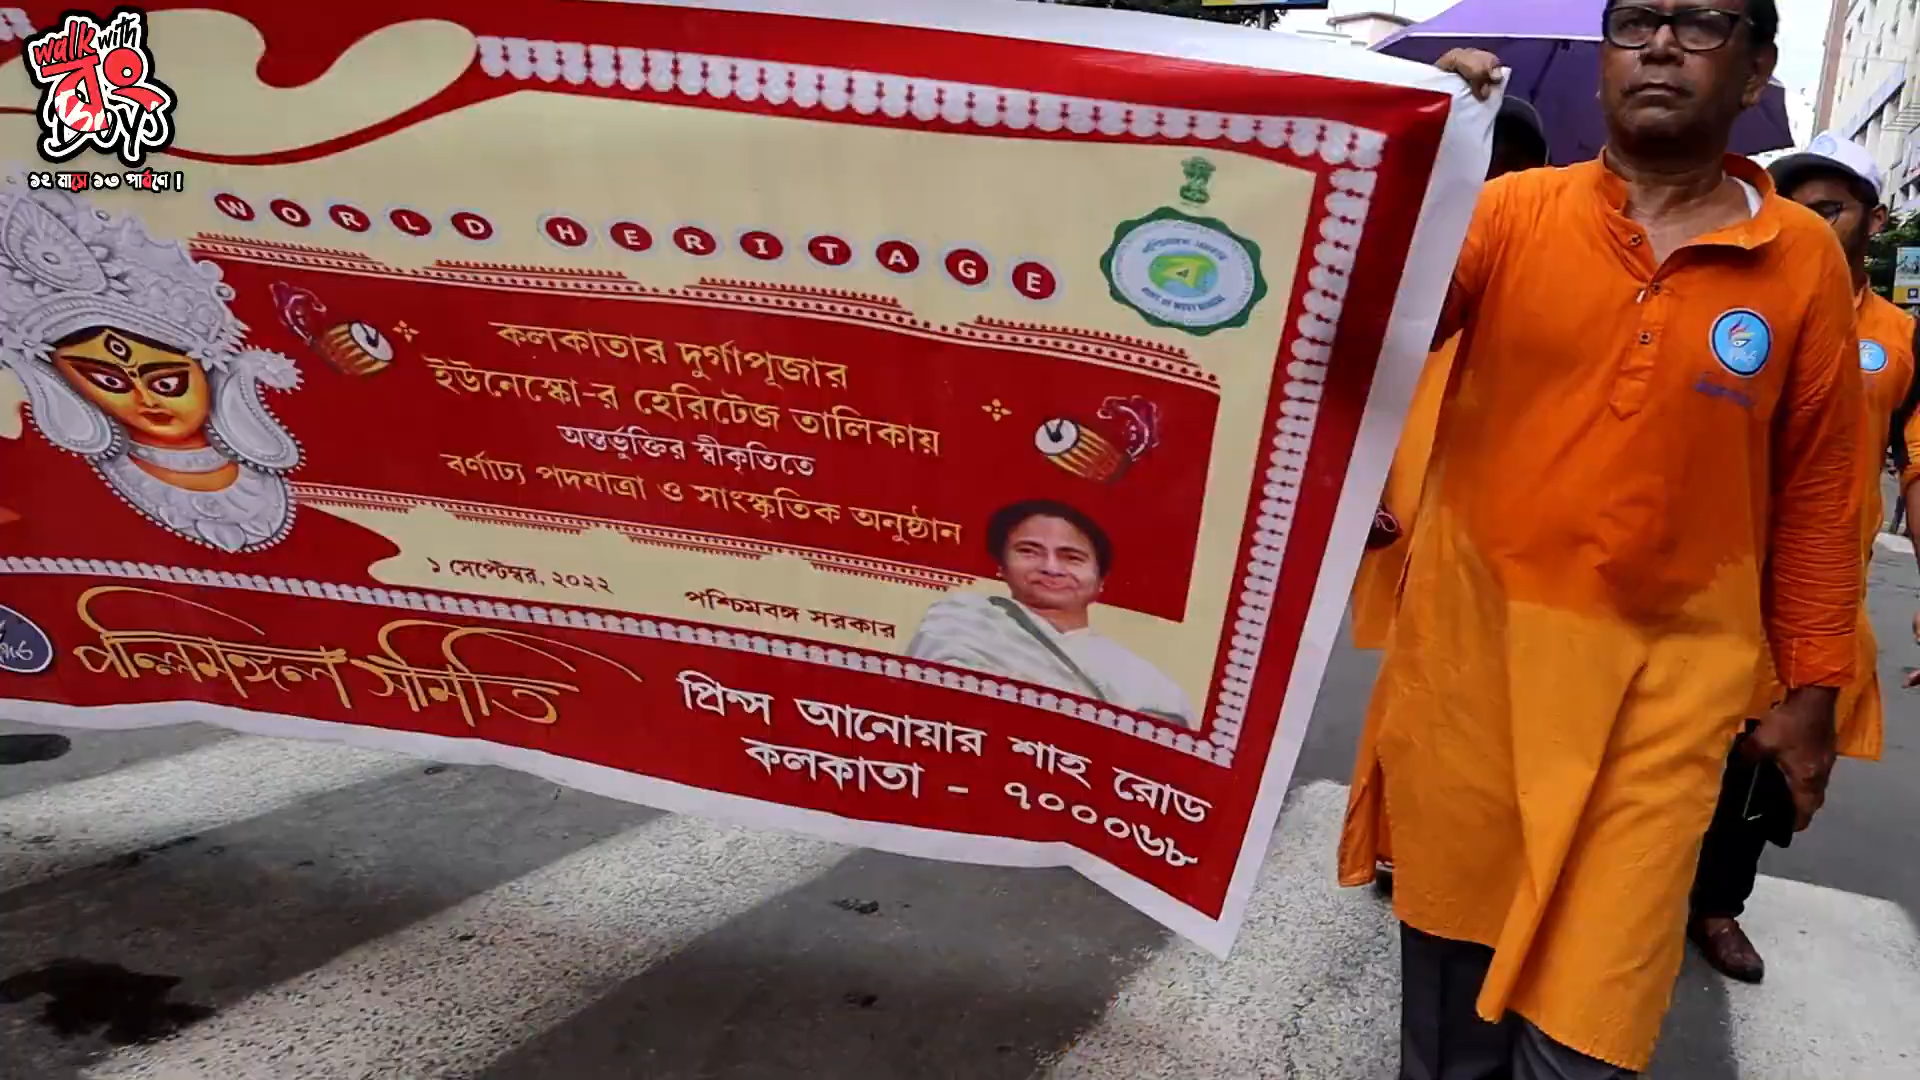 walk with
রং
BOYS
১২ মাসে ১৩ পার্বণে।
WORLD HERITAGE
কলকাতার দুর্গাপূজার
ইউনেস্কো-র হেরিটেজ তালিকায়
অন্তর্ভুক্তির স্বীকৃতিতে
বর্ণাঢ্য পদযাত্রা ও সাংস্কৃতিক অনুষ্ঠান
১ সেপ্টেম্বর, ২০২২
পশ্চিমবঙ্গ সরকার
পল্লিমঙ্গল সমিতি
প্রিন্স আনোয়ার শাহ রোড
কলকাতা - ৭০০০৬৮